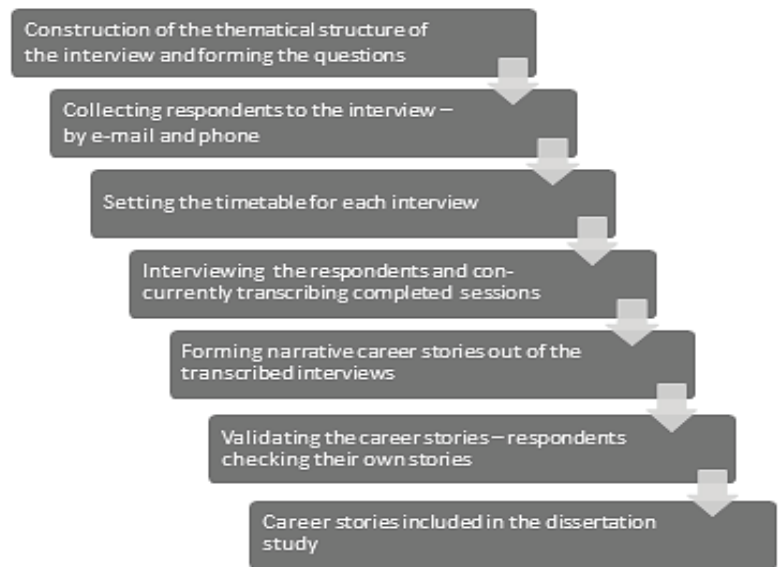 Construction of the thematical structure of
the interview and forming the questions
Collecting respondents to the interview –
by e-mail and phone
Setting the timetable for each interview
Interviewing the respondents and con-
currently transcribing completed sessions
Forming narrative career stories out of the
transcribed interviews
Validating the career stories – respondents
checking their own stories
Career stories included in the dissertation
study